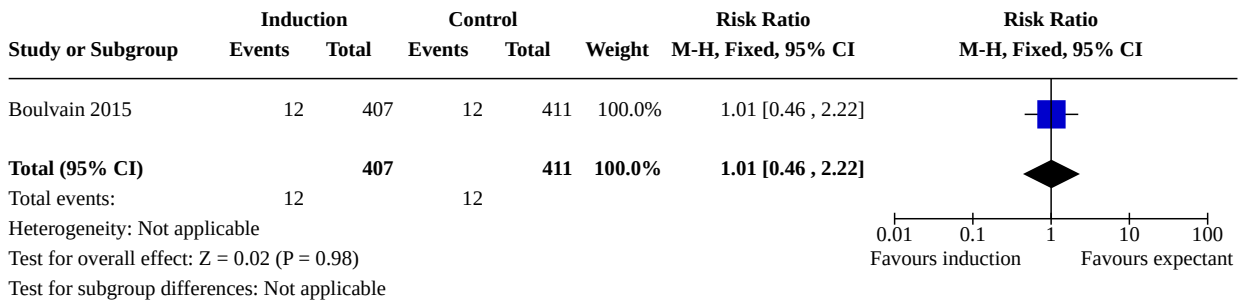 Induction Control Risk Ratio Risk Ratio
Study or Subgroup Events Total Events Total Weight M-H, Fixed, 95% CI M-H, Fixed, 95% CI
Boulvain 2015 12 407 12 411 100.0% 1.01 [0.46 , 2.22]
Total (95% CI) 407 411 100.0% 1.01 [0.46 , 2.22]
Total events: 12 12
Heterogeneity: Not applicable
Test for overall effect: Z = 0.02 (P = 0.98)
Test for subgroup differences: Not applicable
0.01 0.1 1 10 100
Favours induction Favours expectant